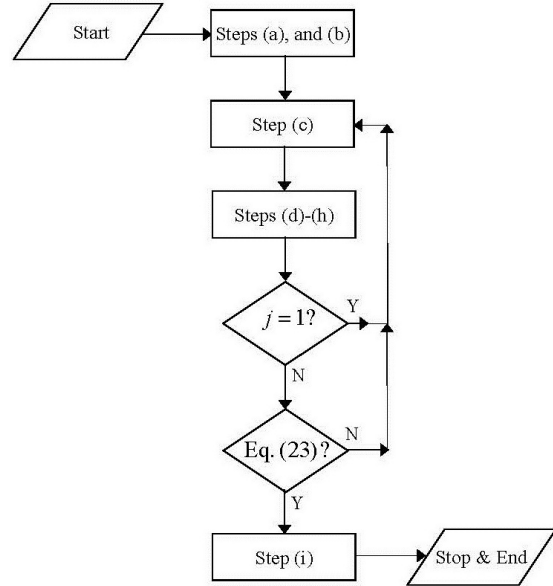 Start
Steps (a), and (b)
Step (c)
Steps (d)-(h)
j = 1?
Y
N
Eq. (23)?
N
Y
Step (i)
Stop & End